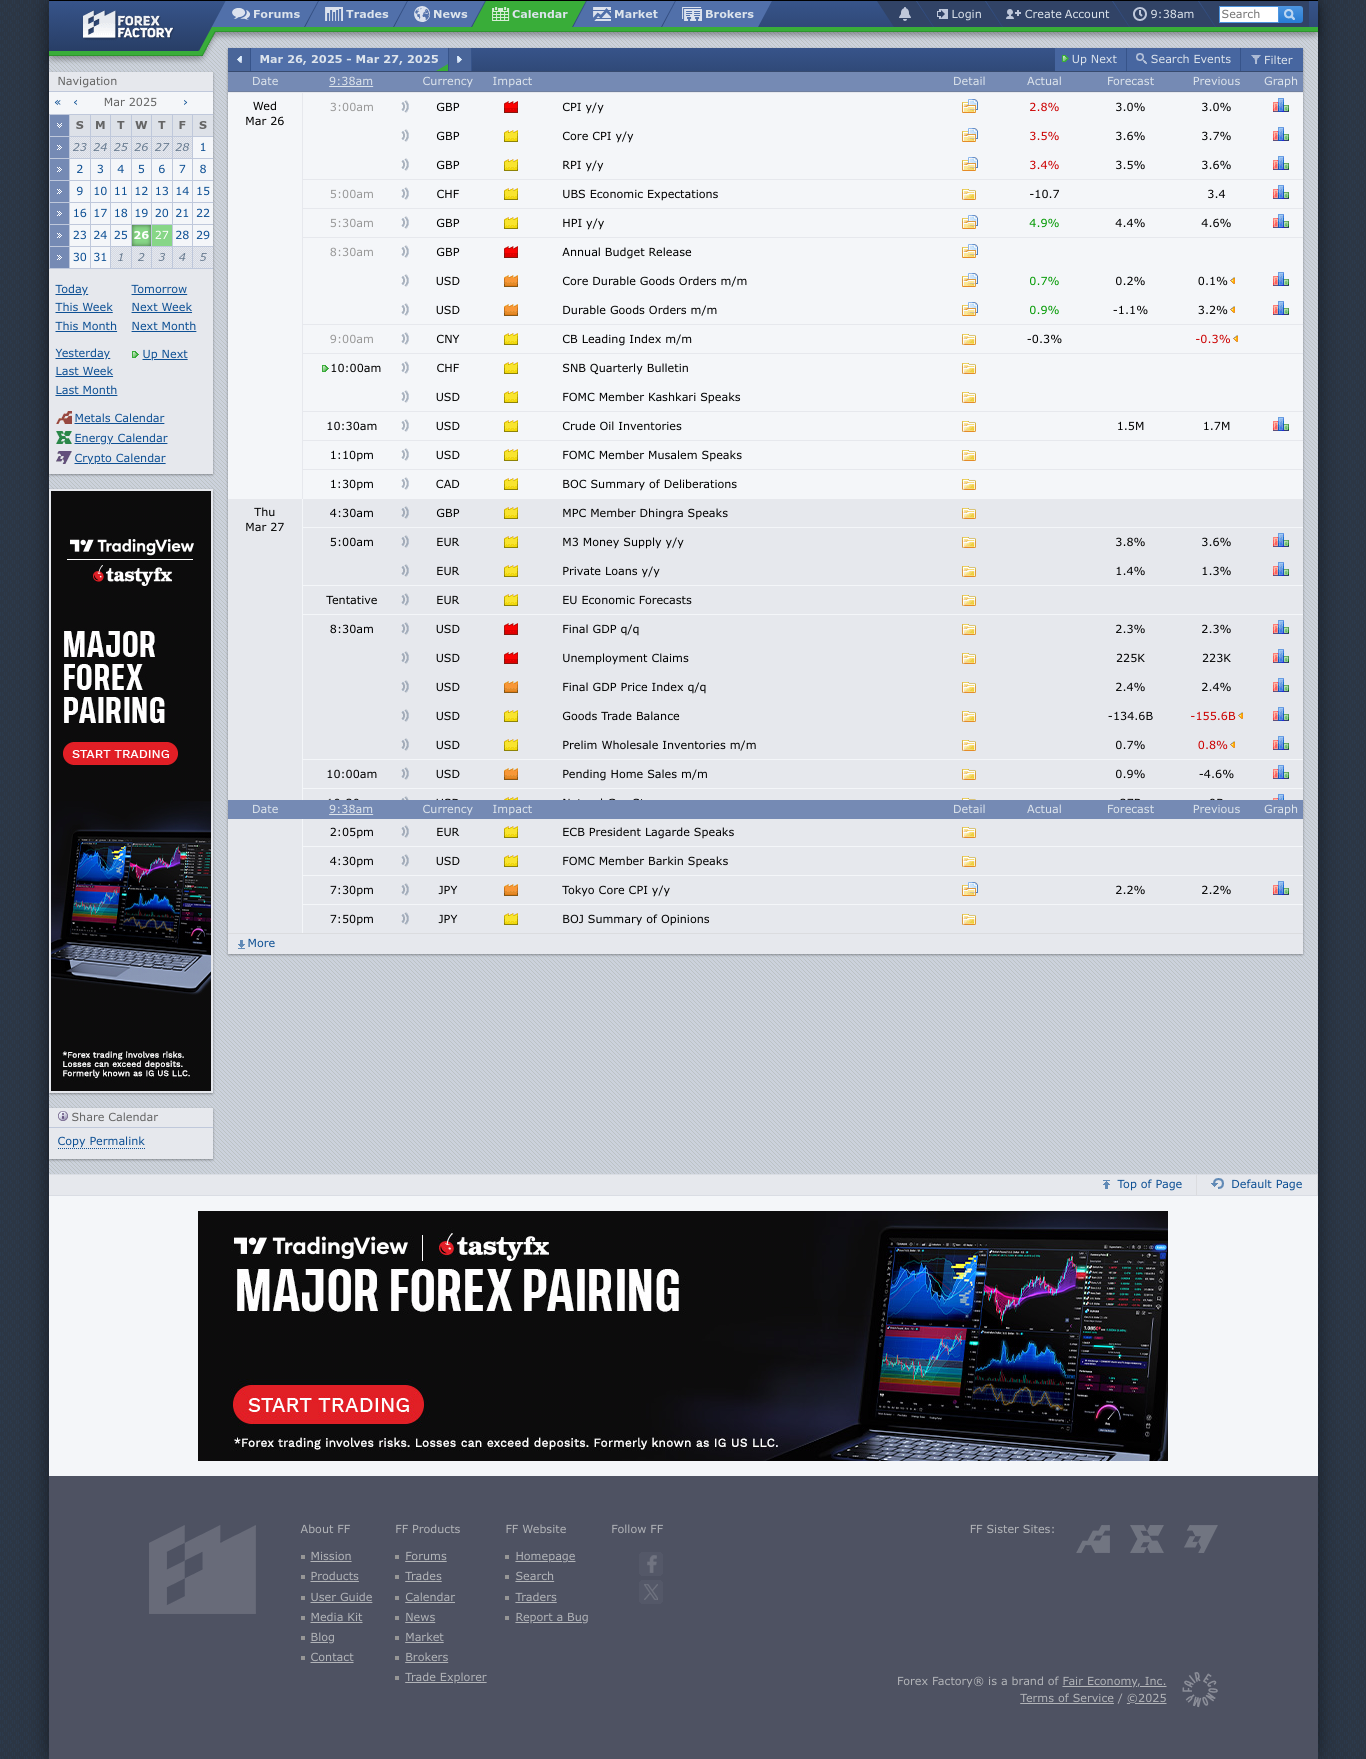 FOREX FACTORY
Forums Trades News Calendar Market Brokers Login Create Account 9:38am Search
Navigation
« ‹ Mar 2025 ›
S M T W T F S
23 24 25 26 27 28 1
2 3 4 5 6 7 8
9 10 11 12 13 14 15
16 17 18 19 20 21 22
23 24 25 26 27 28 29
30 31 1 2 3 4 5
Today Tomorrow
This Week Next Week
This Month Next Month
Yesterday Up Next
Last Week
Last Month
Metals Calendar
Energy Calendar
Crypto Calendar
TradingView
tastyfx
MAJOR
FOREX
PAIRING
START TRADING
*Forex trading involves risks.
Losses can exceed deposits.
Formerly known as IG US LLC.
Share Calendar
Copy Permalink
Mar 26, 2025 - Mar 27, 2025 Up Next Search Events Filter
Date 9:38am Currency Impact Detail Actual Forecast Previous Graph
Wed
Mar 26
3:00am GBP CPI y/y 2.8% 3.0% 3.0%
GBP Core CPI y/y 3.5% 3.6% 3.7%
GBP RPI y/y 3.4% 3.5% 3.6%
5:00am CHF UBS Economic Expectations -10.7 3.4
5:30am GBP HPI y/y 4.9% 4.4% 4.6%
8:30am GBP Annual Budget Release
USD Core Durable Goods Orders m/m 0.7% 0.2% 0.1%
USD Durable Goods Orders m/m 0.9% -1.1% 3.2%
9:00am CNY CB Leading Index m/m -0.3% -0.3%
10:00am CHF SNB Quarterly Bulletin
USD FOMC Member Kashkari Speaks
10:30am USD Crude Oil Inventories 1.5M 1.7M
1:10pm USD FOMC Member Musalem Speaks
1:30pm CAD BOC Summary of Deliberations
Thu
Mar 27
4:30am GBP MPC Member Dhingra Speaks
5:00am EUR M3 Money Supply y/y 3.8% 3.6%
EUR Private Loans y/y 1.4% 1.3%
Tentative EUR EU Economic Forecasts
8:30am USD Final GDP q/q 2.3% 2.3%
USD Unemployment Claims 225K 223K
USD Final GDP Price Index q/q 2.4% 2.4%
USD Goods Trade Balance -134.6B -155.6B
USD Prelim Wholesale Inventories m/m 0.7% 0.8%
10:00am USD Pending Home Sales m/m 0.9% -4.6%
Date 9:38am Currency Impact Detail Actual Forecast Previous Graph
2:05pm EUR ECB President Lagarde Speaks
4:30pm USD FOMC Member Barkin Speaks
7:30pm JPY Tokyo Core CPI y/y 2.2% 2.2%
7:50pm JPY BOJ Summary of Opinions
More
Top of Page Default Page
TradingView | tastyfx
MAJOR FOREX PAIRING
START TRADING
*Forex trading involves risks. Losses can exceed deposits. Formerly known as IG US LLC.
About FF
Mission
Products
User Guide
Media Kit
Blog
Contact
FF Products
Forums
Trades
Calendar
News
Market
Brokers
Trade Explorer
FF Website
Homepage
Search
Traders
Report a Bug
Follow FF
FF Sister Sites:
Forex Factory® is a brand of Fair Economy, Inc.
Terms of Service / ©2025
FAIR ECONOMY